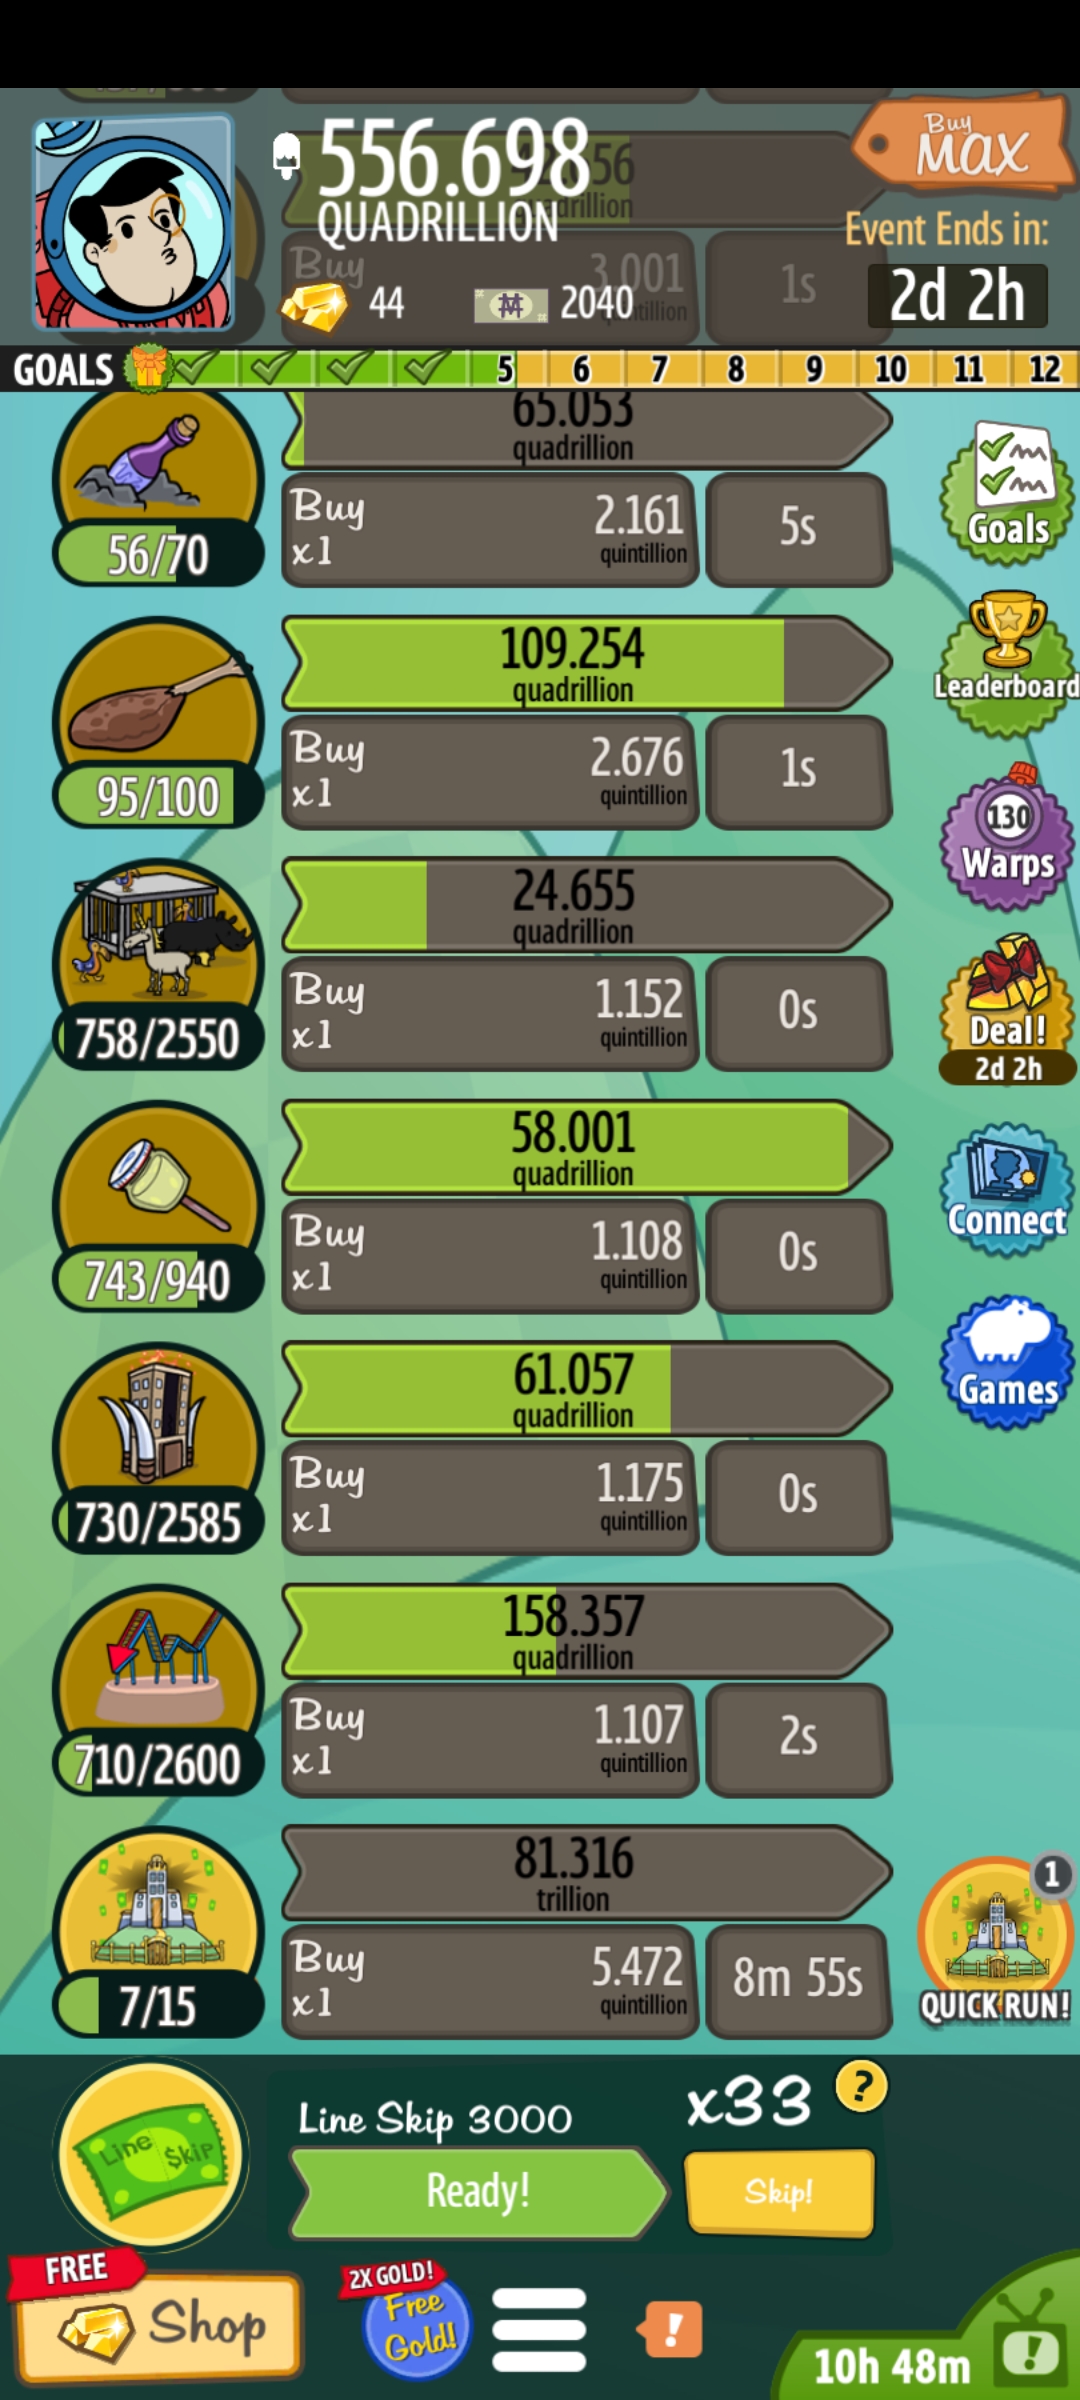 556.698
QUADRILLION
Buy
MAX
Event Ends in:
2d 2h
44
2040
Buy
3.001
1s
GOALS
5
6
7
8
9
10
11
12
65.053
quadrillion
56/70
Buy
x1
2.161
quintillion
5s
Goals
109.254
quadrillion
95/100
Buy
x1
2.676
quintillion
1s
Leaderboard
130
Warps
24.655
quadrillion
758/2550
Buy
x1
1.152
quintillion
0s
Deal!
2d 2h
58.001
quadrillion
743/940
Buy
x1
1.108
quintillion
0s
Connect
61.057
quadrillion
730/2585
Buy
x1
1.175
quintillion
0s
Games
158.357
quadrillion
710/2600
Buy
x1
1.107
quintillion
2s
81.316
trillion
7/15
Buy
x1
5.472
quintillion
8m 55s
1
QUICK RUN!
Line $kip
Line Skip 3000
x33
?
Ready!
Skip!
FREE
Shop
2X GOLD!
Free
Gold!
!
10h 48m
!